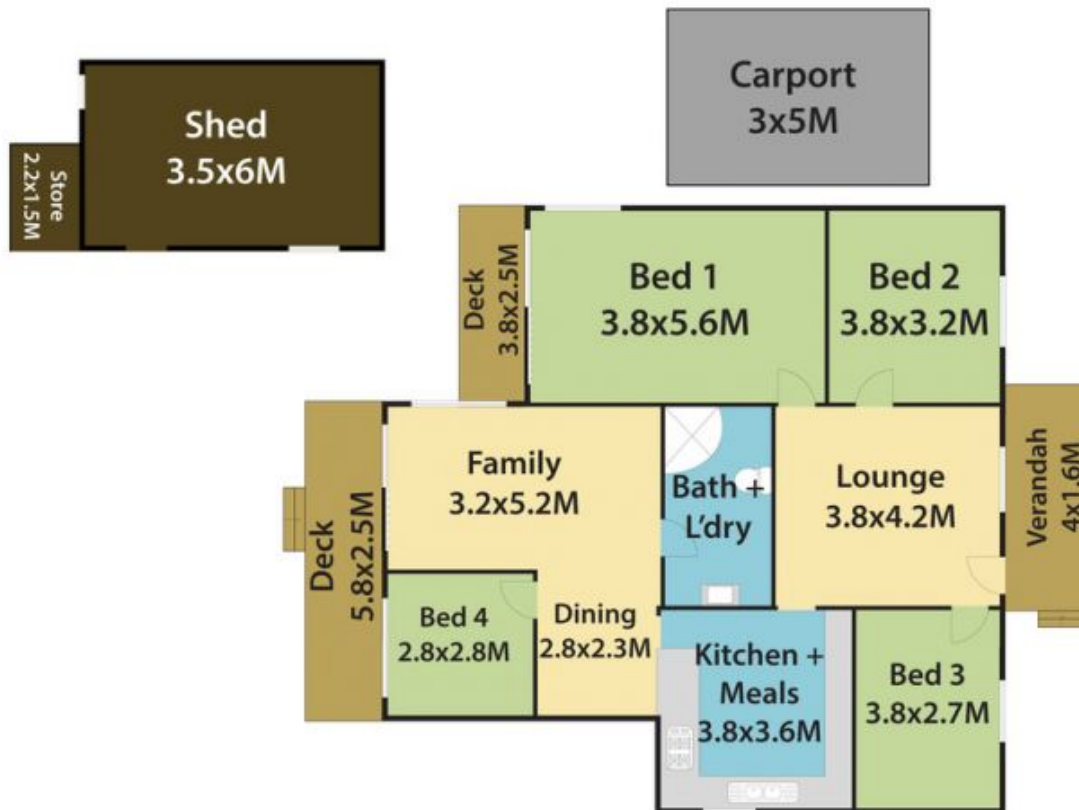 Carport
3x5M
Shed
3.5x6M
Store
2.2x1.5M
Deck
3.8x2.5M
Bed 1
3.8x5.6M
Bed 2
3.8x3.2M
Family
3.2x5.2M
Bath +
L'dry
Lounge
3.8x4.2M
Verandah
4x1.6M
Deck
5.8x2.5M
Bed 4
2.8x2.8M
Dining
2.8x2.3M
Kitchen +
Meals
3.8x3.6M
Bed 3
3.8x2.7M